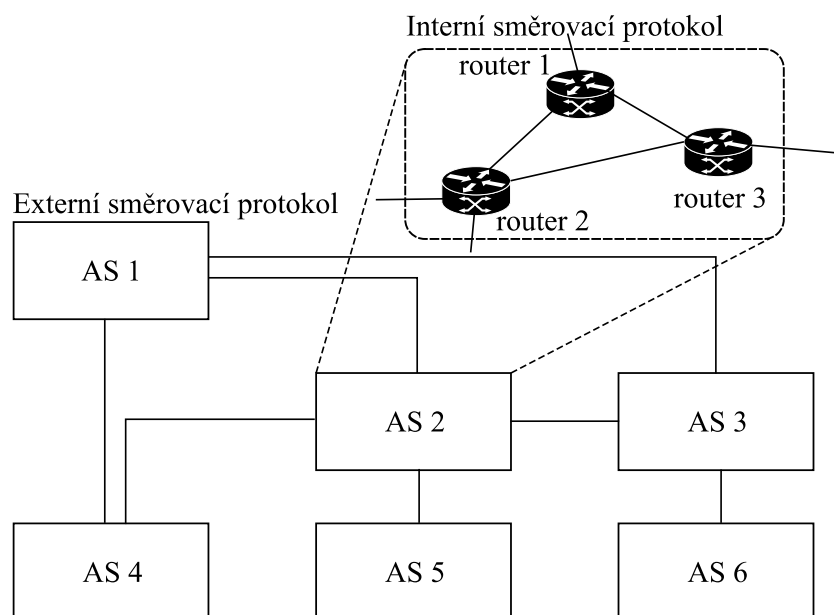 Interní směrovací protokol
router 1
router 3
router 2
Externí směrovací protokol
AS 1
AS 2
AS 3
AS 4
AS 5
AS 6